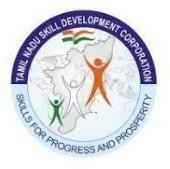 TAMIL NADU SKILL DEVELOPMENT CORPORATION
SKILLS FOR PROGRESS AND PROSPERITY